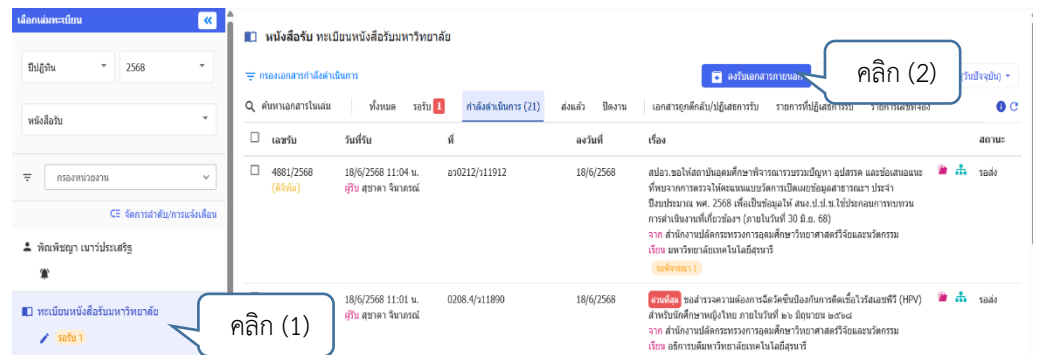 เลือกเล่มทะเบียน
ปีปฏิทิน
2568
หนังสือรับ
กรองหน่วยงาน
จัดการลำดับ/การแจ้งเตือน
พิณพิชญา เนาว์ประเสริฐ
ทะเบียนหนังสือรับมหาวิทยาลัย
รอรับ 1
คลิก (1)
หนังสือรับ ทะเบียนหนังสือรับมหาวิทยาลัย
กรองเอกสารกำลังดำเนินการ
ลงรับเอกสารภายนอก
คลิก (2)
(วันปัจจุบัน)
ค้นหาเอกสารในเล่ม ทั้งหมด รอรับ 1 กำลังดำเนินการ (21) ส่งแล้ว ปิดงาน เอกสารถูกตีกลับ/ปฏิเสธการรับ รายการที่ปฏิเสธการรับ รายการเลขที่จอง
เลขรับ วันที่รับ ที่ ลงวันที่ เรื่อง สถานะ
4881/2568 18/6/2568 11:04 น. อว0212/ว11912 18/6/2568 สปอว.ขอให้สถาบันอุดมศึกษาพิจารณารวบรวมปัญหา อุปสรรค และข้อเสนอแนะ รอส่ง
(ดิจิทัล) ผู้รับ สุชาดา จินาภรณ์ ที่พบจากการตรวจให้คะแนนแบบวัดการเปิดเผยข้อมูลสาธารณะฯ ประจำ
ปีงบประมาณ พศ. 2568 เพื่อเป็นข้อมูลให้ สนง.ป.ป.ช.ใช้ประกอบการทบทวน
การดำเนินงานที่เกี่ยวข้องฯ (ภายในวันที่ 30 มิ.ย. 68)
จาก สำนักงานปลัดกระทรวงการอุดมศึกษาวิทยาศาสตร์วิจัยและนวัตกรรม
เรียน มหาวิทยาลัยเทคโนโลยีสุรนารี
รอพิจารณา 1
18/6/2568 11:01 น. 0208.4/ว11890 18/6/2568 ด่วนที่สุด ขอสำรวจความต้องการฉีดวัคซีนป้องกันการติดเชื้อไวรัสเอชพีวี (HPV) รอส่ง
ผู้รับ สุชาดา จินาภรณ์ สำหรับนักศึกษาหญิงไทย ภายในวันที่ ๒๖ มิถุนายน ๒๕๖๘
จาก สำนักงานปลัดกระทรวงการอุดมศึกษาวิทยาศาสตร์วิจัยและนวัตกรรม
เรียน อธิการบดีมหาวิทยาลัยเทคโนโลยีสุรนารี